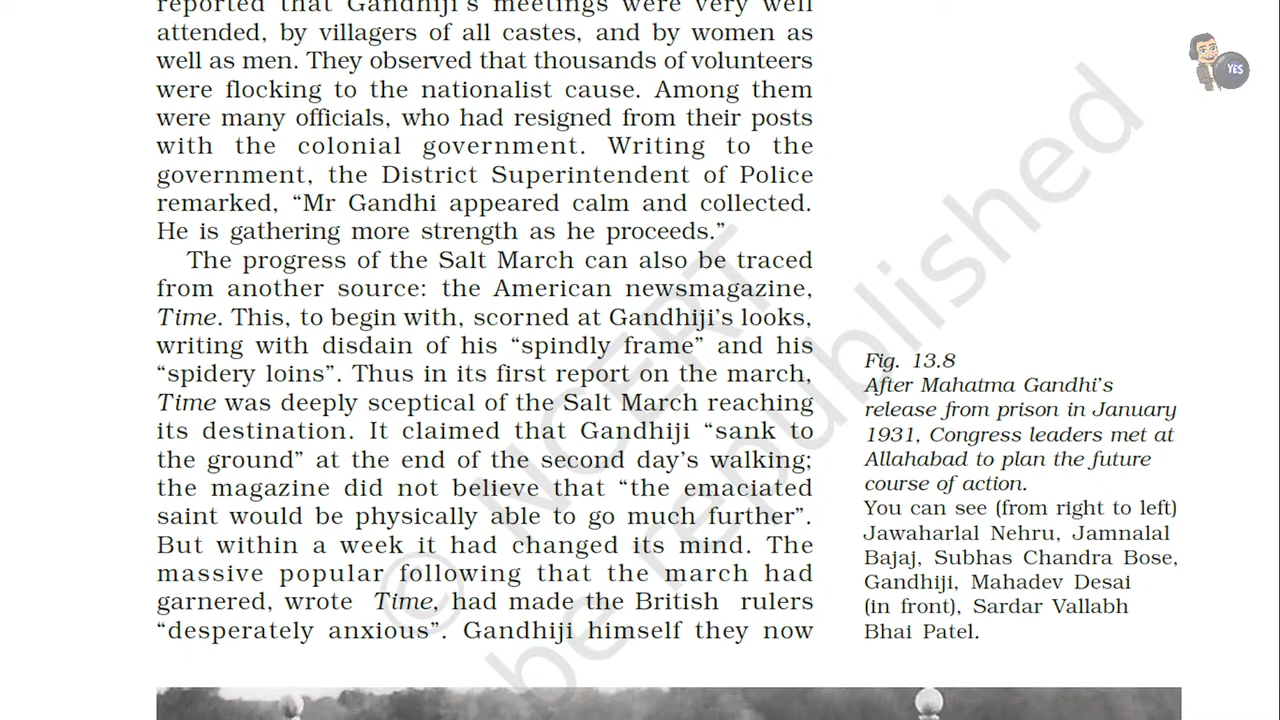 reported that Gandhiji's meetings were very well
attended, by villagers of all castes, and by women as
well as men. They observed that thousands of volunteers
were flocking to the nationalist cause. Among them
were many officials, who had resigned from their posts
with the colonial government. Writing to the
government, the District Superintendent of Police
remarked, “Mr Gandhi appeared calm and collected.
He is gathering more strength as he proceeds.”
The progress of the Salt March can also be traced
from another source: the American newsmagazine,
Time. This, to begin with, scorned at Gandhiji’s looks,
writing with disdain of his “spindly frame” and his
“spidery loins”. Thus in its first report on the march,
Time was deeply sceptical of the Salt March reaching
its destination. It claimed that Gandhiji “sank to
the ground” at the end of the second day’s walking;
the magazine did not believe that “the emaciated
saint would be physically able to go much further”.
But within a week it had changed its mind. The
massive popular following that the march had
garnered, wrote Time, had made the British rulers
“desperately anxious”. Gandhiji himself they now
Fig. 13.8
After Mahatma Gandhi’s
release from prison in January
1931, Congress leaders met at
Allahabad to plan the future
course of action.
You can see (from right to left)
Jawaharlal Nehru, Jamnalal
Bajaj, Subhas Chandra Bose,
Gandhiji, Mahadev Desai
(in front), Sardar Vallabh
Bhai Patel.
YES
© NCERT
be republished